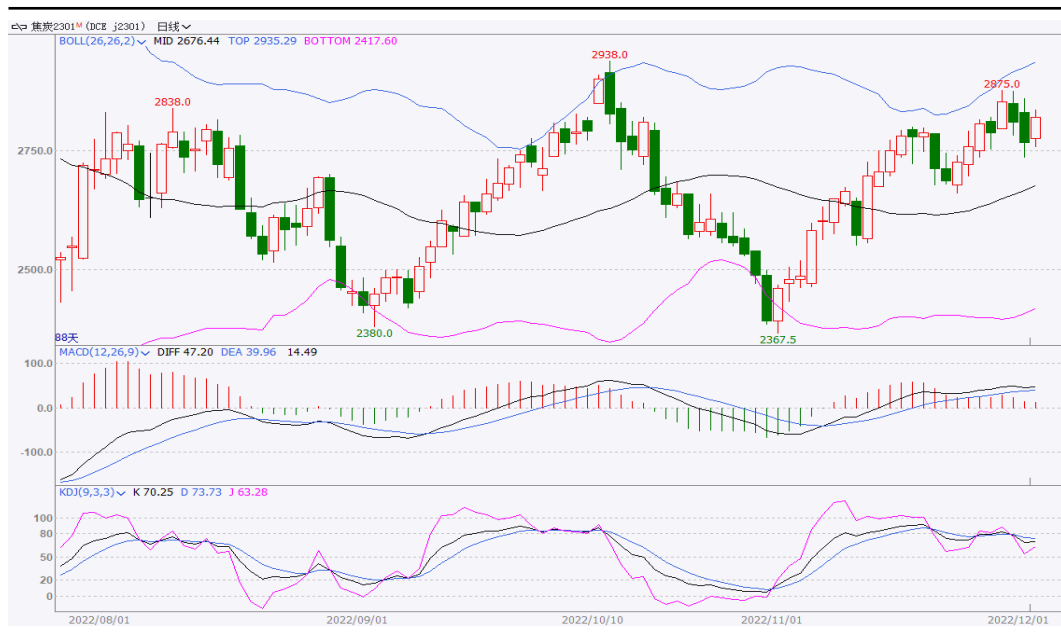 焦炭2301M (DCE j2301) 日线
BOLL(26,26,2) MID 2676.44 TOP 2935.29 BOTTOM 2417.60
2938.0
2875.0
2838.0
2750.0
2500.0
2380.0
2367.5
88天
MACD(12,26,9) DIFF 47.20 DEA 39.96 14.49
100.0
0.0
-100.0
KDJ(9,3,3) K 70.25 D 73.73 J 63.28
100
80
50
20
0
2022/08/01 2022/09/01 2022/10/10 2022/11/01 2022/12/01